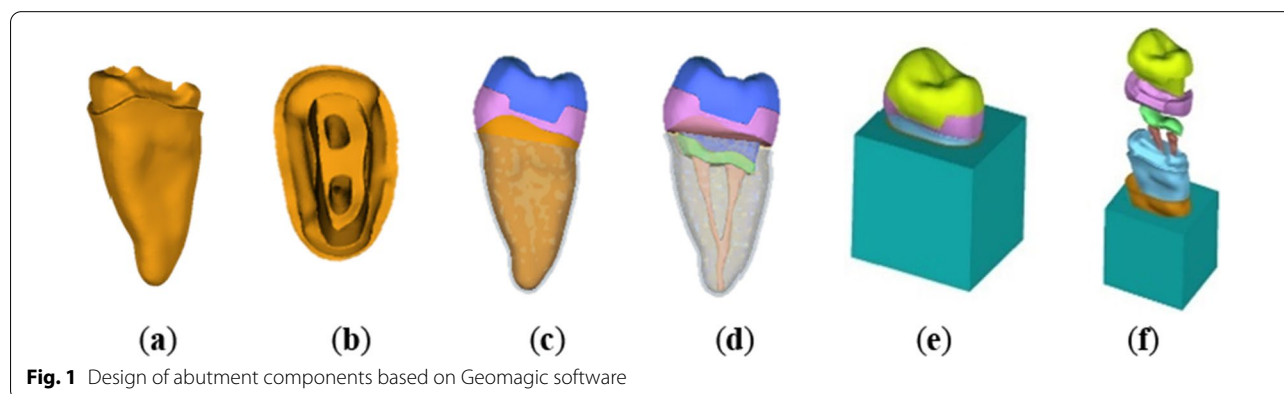 (a) (b) (c) (d) (e) (f)
Fig. 1 Design of abutment components based on Geomagic software